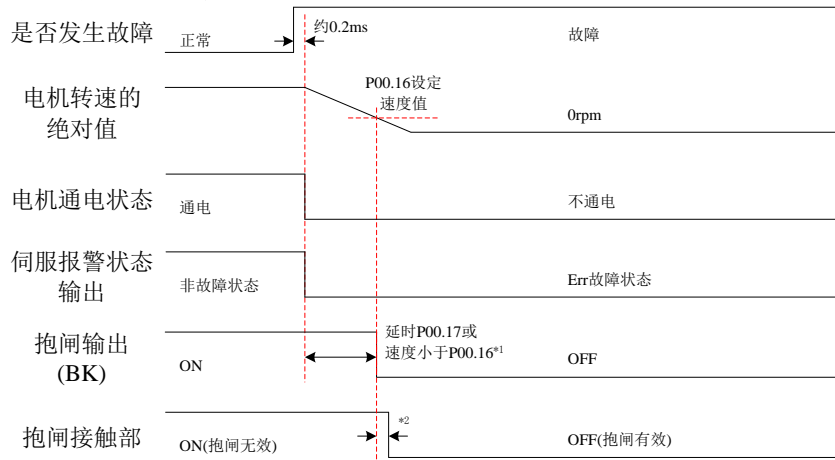 是否发生故障
正常
约0.2ms
故障
电机转速的
绝对值
P00.16设定
速度值
0rpm
电机通电状态
通电
不通电
伺服报警状态
输出
非故障状态
Err故障状态
抱闸输出
(BK)
ON
延时P00.17或
速度小于P00.16*1
OFF
抱闸接触部
ON(抱闸无效)
*2
OFF(抱闸有效)